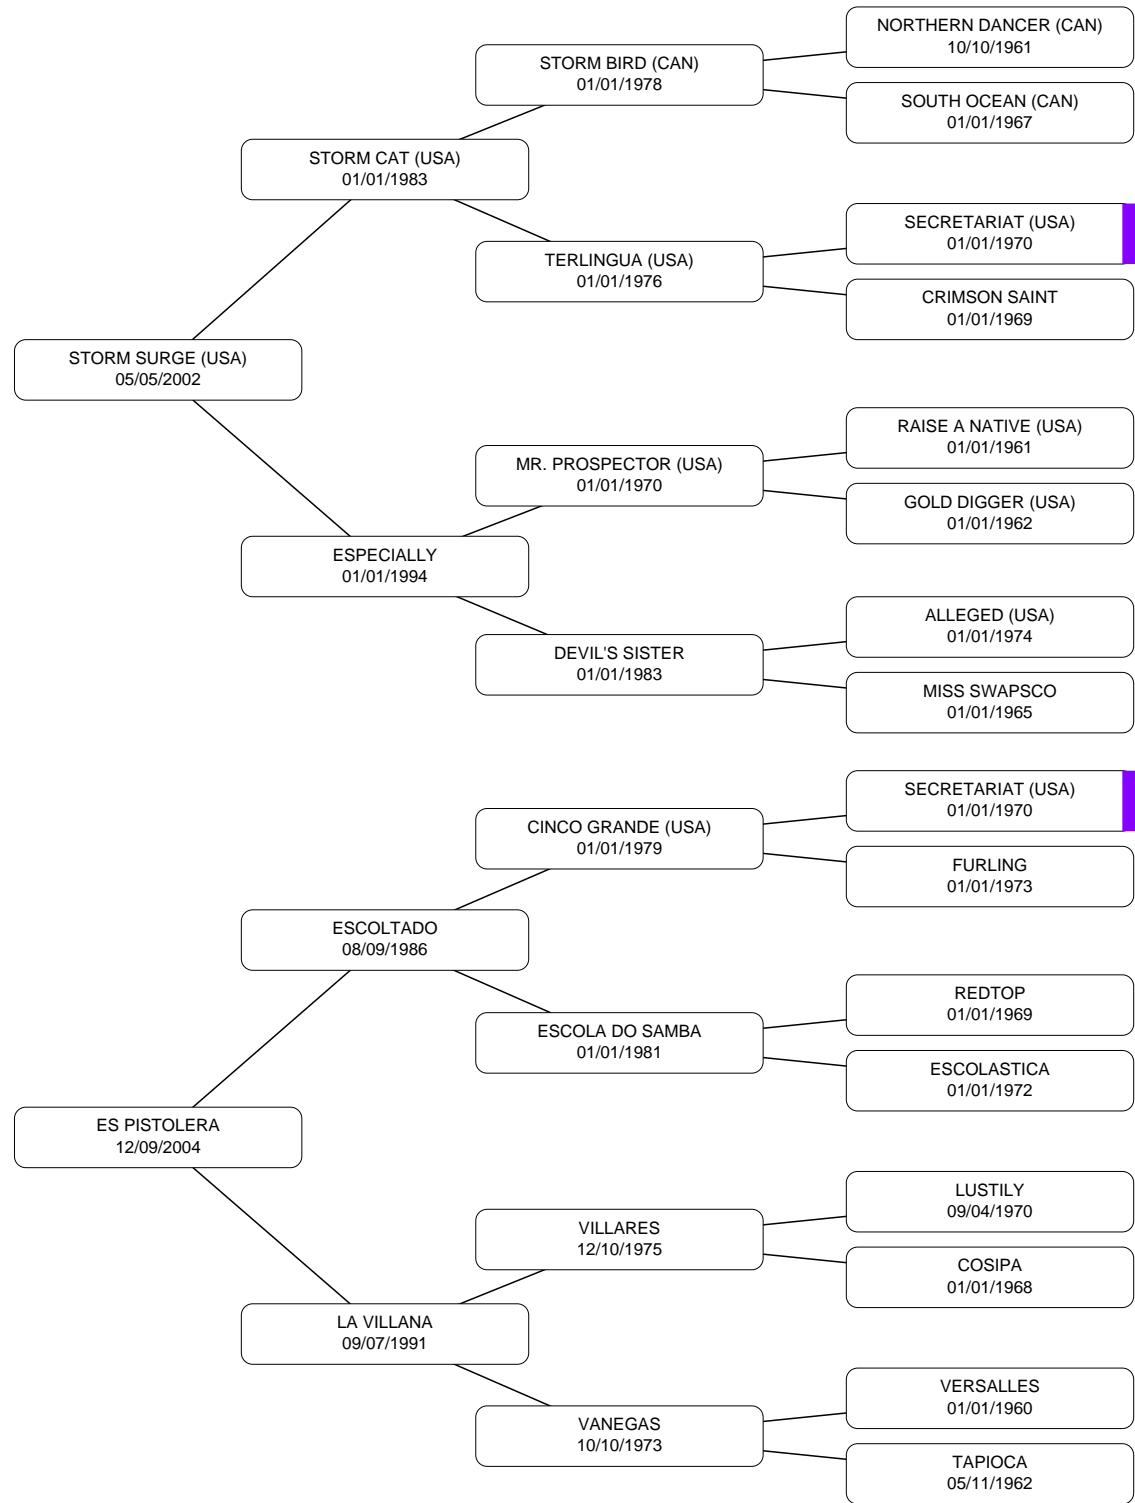 NORTHERN DANCER (CAN)
10/10/1961
STORM BIRD (CAN)
01/01/1978
SOUTH OCEAN (CAN)
01/01/1967
STORM CAT (USA)
01/01/1983
SECRETARIAT (USA)
01/01/1970
TERLINGUA (USA)
01/01/1976
CRIMSON SAINT
01/01/1969
STORM SURGE (USA)
05/05/2002
RAISE A NATIVE (USA)
01/01/1961
MR. PROSPECTOR (USA)
01/01/1970
GOLD DIGGER (USA)
01/01/1962
ESPECIALLY
01/01/1994
ALLEGED (USA)
01/01/1974
DEVIL'S SISTER
01/01/1983
MISS SWAPSCO
01/01/1965
SECRETARIAT (USA)
01/01/1970
CINCO GRANDE (USA)
01/01/1979
FURLING
01/01/1973
ESCOLTADO
08/09/1986
REDTOP
01/01/1969
ESCOLA DO SAMBA
01/01/1981
ESCOLASTICA
01/01/1972
ES PISTOLERA
12/09/2004
LUSTILY
09/04/1970
VILLARES
12/10/1975
COSIPA
01/01/1968
LA VILLANA
09/07/1991
VERSALLES
01/01/1960
VANEGAS
10/10/1973
TAPIOCA
05/11/1962